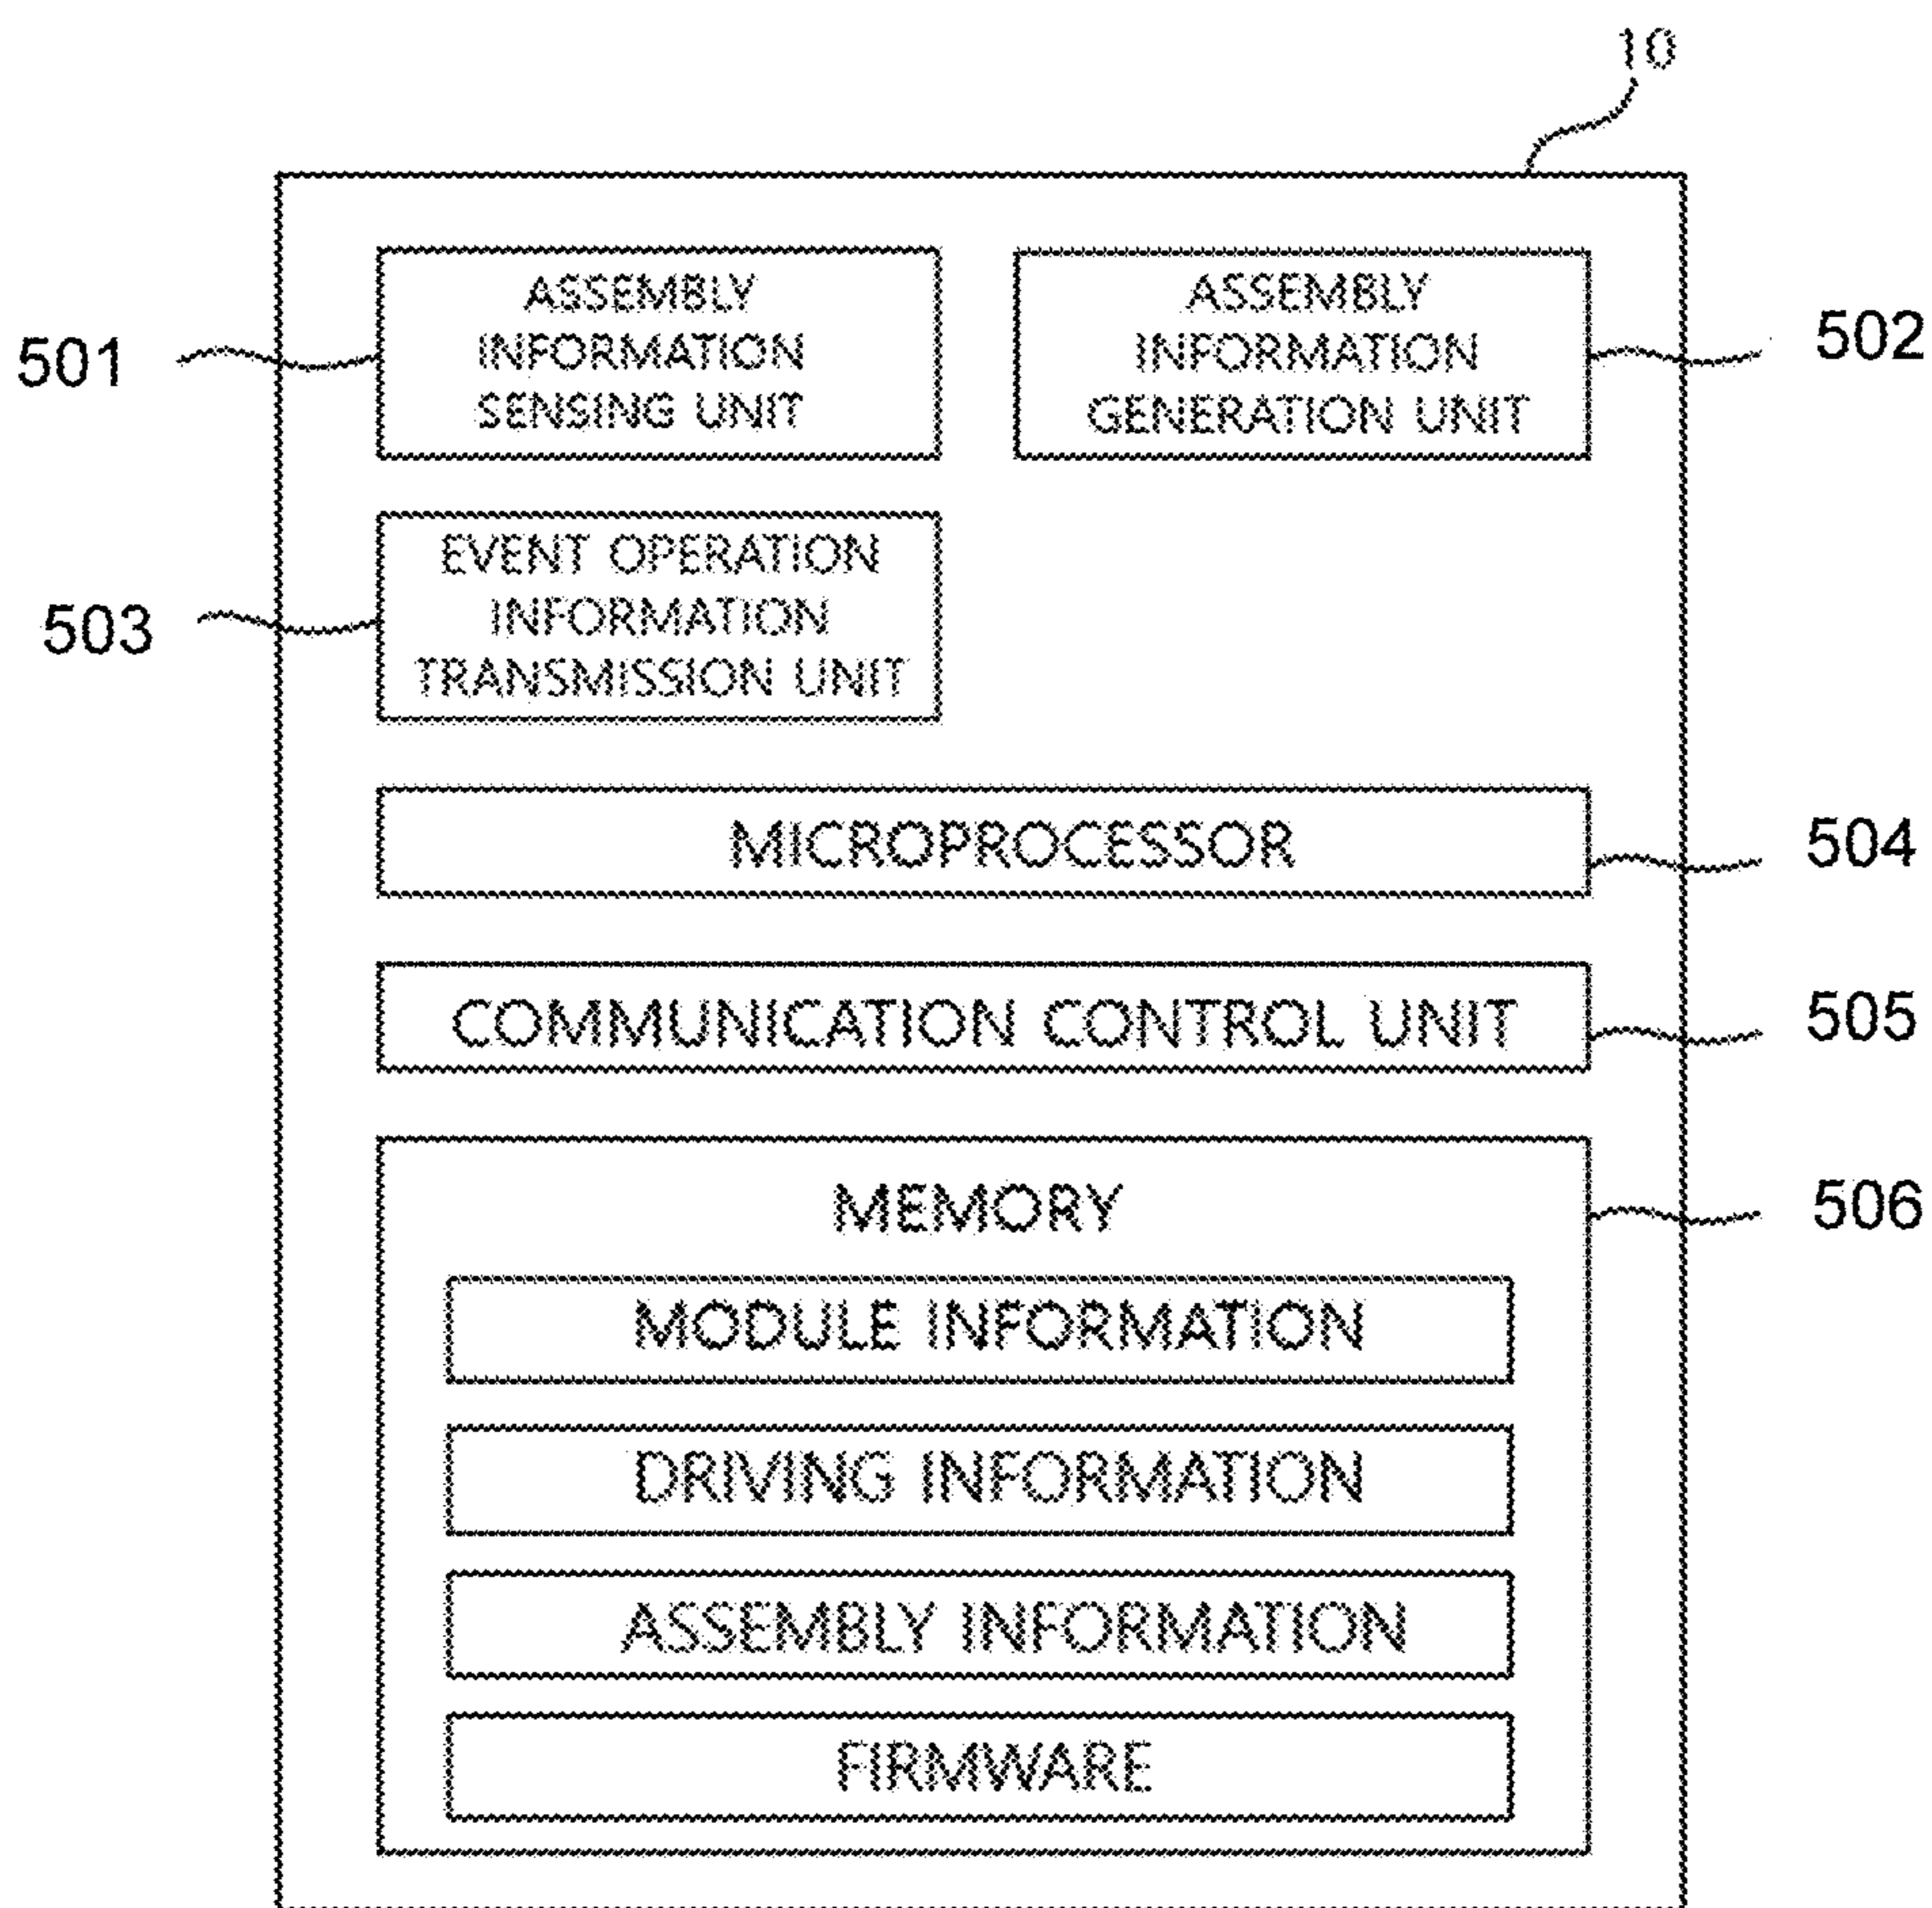 10
ASSEMBLY
INFORMATION
SENSING UNIT
501
ASSEMBLY
INFORMATION
GENERATION UNIT
502
EVENT OPERATION
INFORMATION
TRANSMISSION UNIT
503
MICROPROCESSOR
504
COMMUNICATION CONTROL UNIT
505
MEMORY
506
MODULE INFORMATION
DRIVING INFORMATION
ASSEMBLY INFORMATION
FIRMWARE